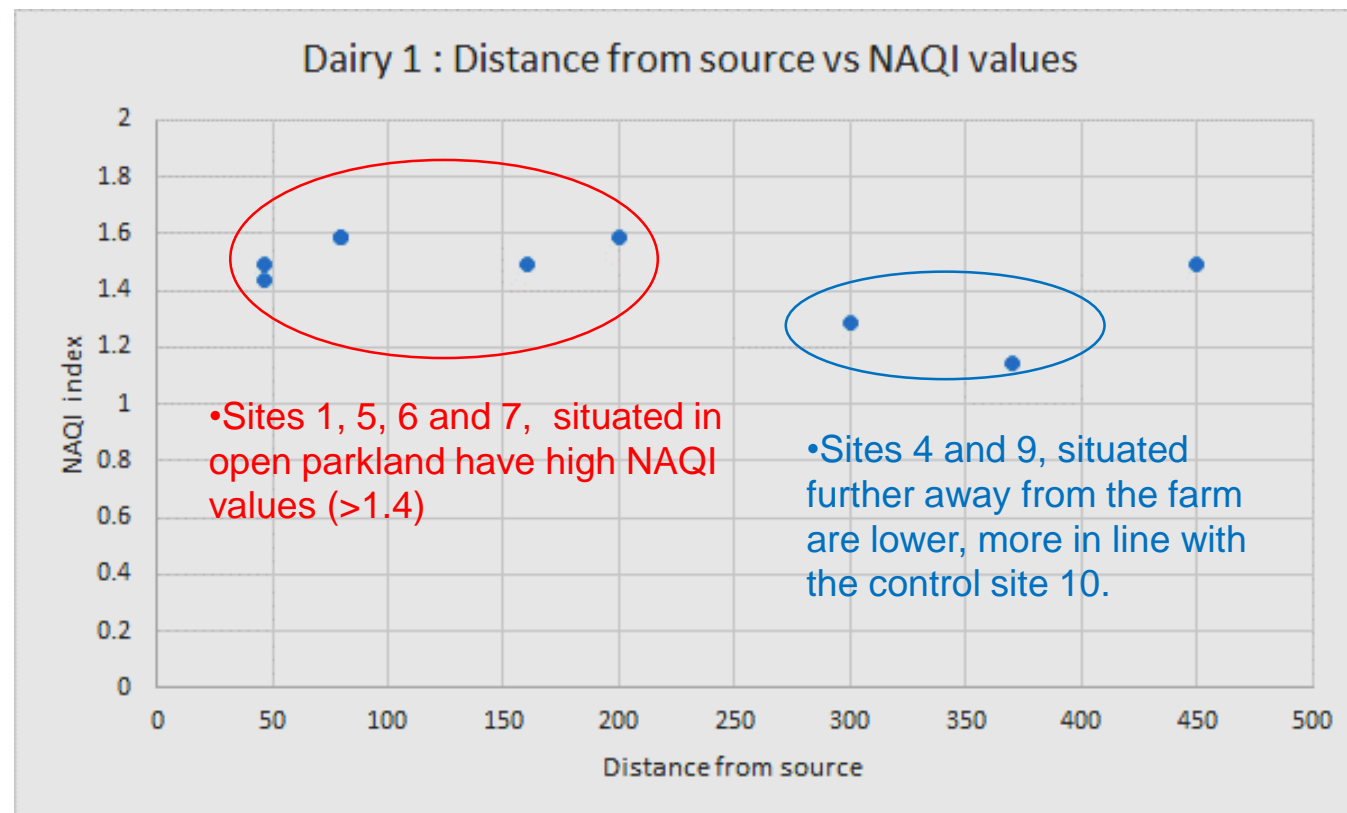 Dairy 1 : Distance from source vs NAQI values
2
1.8
1.6
1.4
1.2
1
0.8
0.6
0.4
0.2
0
NAQI index
•Sites 1, 5, 6 and 7, situated in
open parkland have high NAQI
values (>1.4)
•Sites 4 and 9, situated
further away from the farm
are lower, more in line with
the control site 10.
0 50 100 150 200 250 300 350 400 450 500
Distance from source